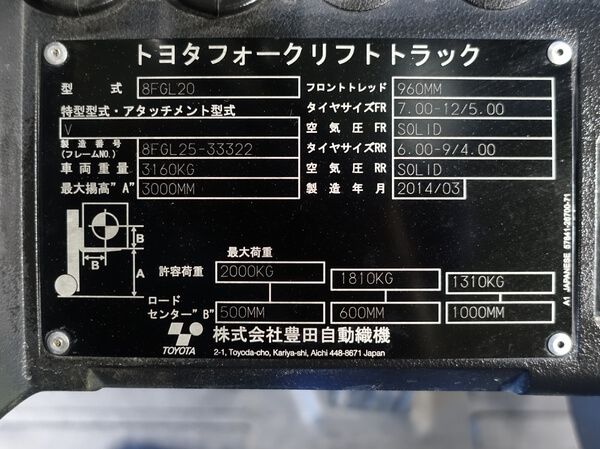 トヨタフォークリフトトラック
型 式 8FGL20 フロントトレッド 960MM
特型型式・アタッチメント型式 タイヤサイズFR 7.00-12/5.00
V 空気圧 FR SOLID
製造番号 (フレームNO.) 8FGL25-33322 タイヤサイズRR 6.00-9/4.00
車両重量 3160KG 空気圧 RR SOLID
最大揚高"A" 3000MM 製造年月 2014/03
B
B A
最大荷重
許容荷重 2000KG 1810KG 1310KG
ロード
センター"B" 500MM 600MM 1000MM
TOYOTA 株式会社豊田自動織機
2-1, Toyoda-cho, Kariya-shi, Aichi 448-8671 Japan
A1 JAPANESE 57841-26700-71